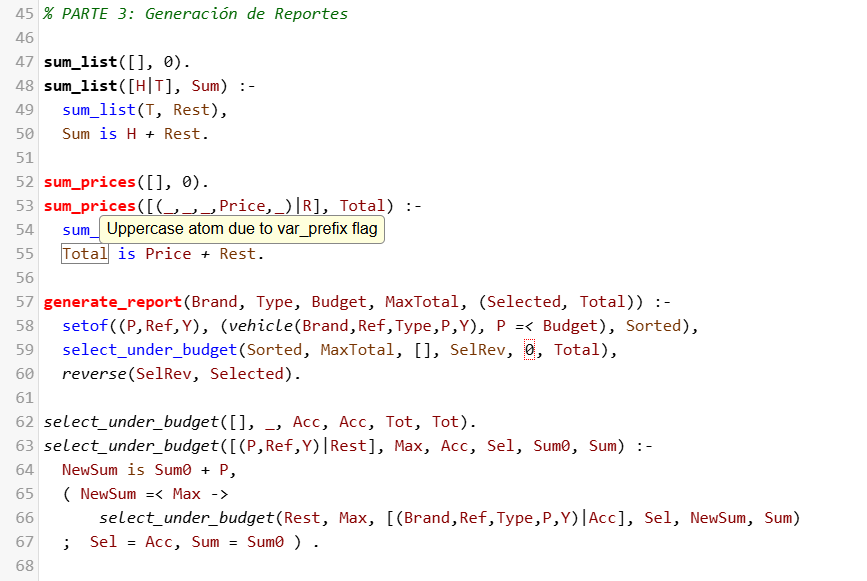 45 % PARTE 3: Generación de Reportes
46
47 sum_list([], 0).
48 sum_list([H|T], Sum) :-
49   sum_list(T, Rest),
50   Sum is H + Rest.
51
52 sum_prices([], 0).
53 sum_prices([(_,_,_,Price,_)|R], Total) :-
54   sum_
Uppercase atom due to var_prefix flag
55   Total is Price + Rest.
56
57 generate_report(Brand, Type, Budget, MaxTotal, (Selected, Total)) :-
58   setof((P,Ref,Y), (vehicle(Brand,Ref,Type,P,Y), P =< Budget), Sorted),
59   select_under_budget(Sorted, MaxTotal, [], SelRev, 0, Total),
60   reverse(SelRev, Selected).
61
62 select_under_budget([], _, Acc, Acc, Tot, Tot).
63 select_under_budget([(P,Ref,Y)|Rest], Max, Acc, Sel, Sum0, Sum) :-
64   NewSum is Sum0 + P,
65   ( NewSum =< Max ->
66       select_under_budget(Rest, Max, [(Brand,Ref,Type,P,Y)|Acc], Sel, NewSum, Sum)
67   ;  Sel = Acc, Sum = Sum0 ) .
68